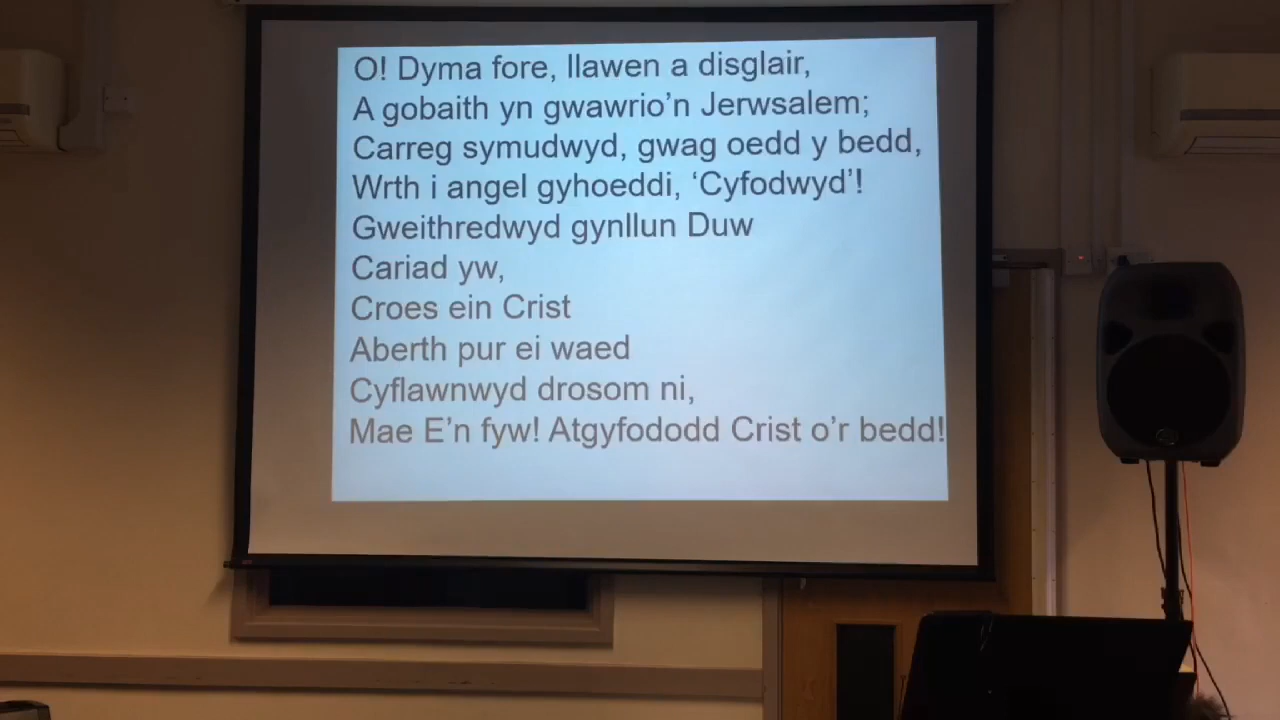 O! Dyma fore, llawen a disglair,
A gobaith yn gwawrio’n Jerwsalem;
Carreg symudwyd, gwag oedd y bedd,
Wrth i angel gyhoeddi, ‘Cyfodwyd’!
Gweithredwyd gynllun Duw
Cariad yw,
Croes ein Crist
Aberth pur ei waed
Cyflawnwyd drosom ni,
Mae E’n fyw! Atgyfododd Crist o’r bedd!